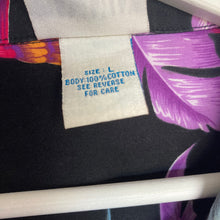 SIZE : L
BODY:100%COTTON
SEE REVERSE
FOR CARE